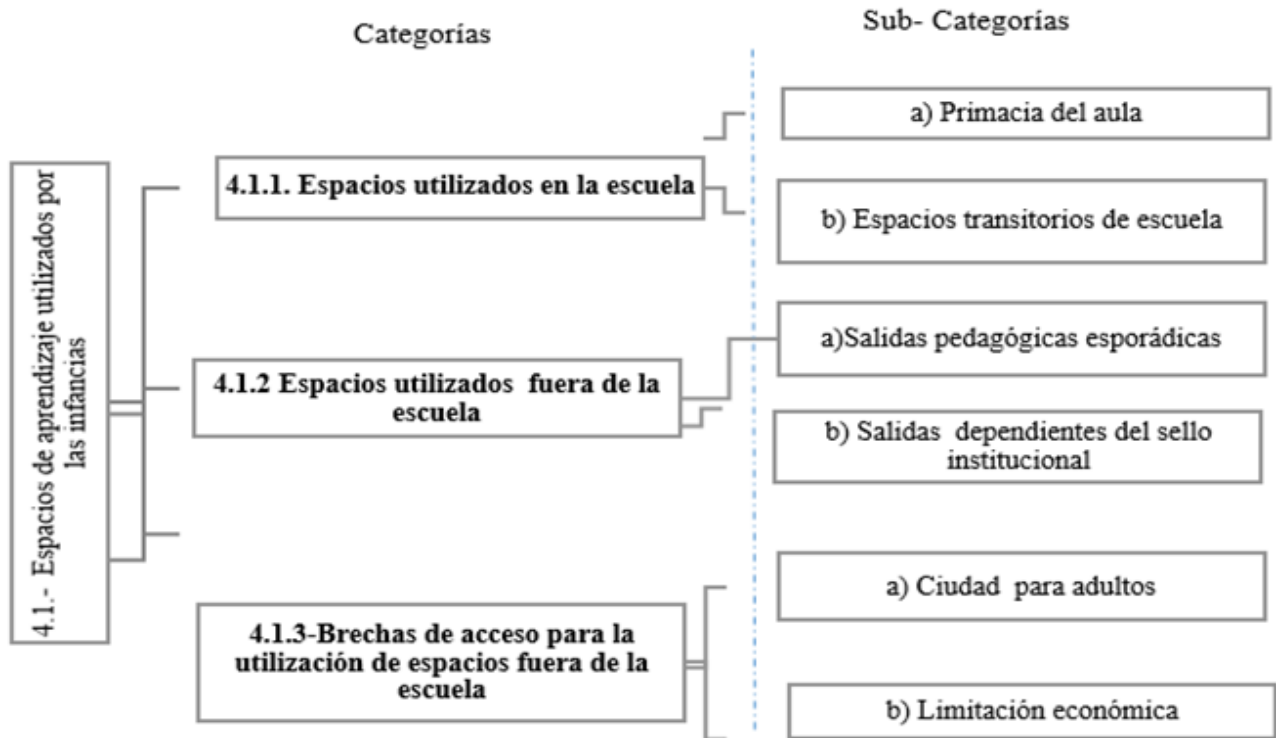 Categorías
Sub- Categorías
4.1.- Espacios de aprendizaje utilizados por
las infancias
4.1.1. Espacios utilizados en la escuela
a) Primacia del aula
b) Espacios transitorios de escuela
4.1.2 Espacios utilizados fuera de la
escuela
a)Salidas pedagógicas esporádicas
b) Salidas dependientes del sello
institucional
4.1.3-Brechas de acceso para la
utilización de espacios fuera de la
escuela
a) Ciudad para adultos
b) Limitación económica